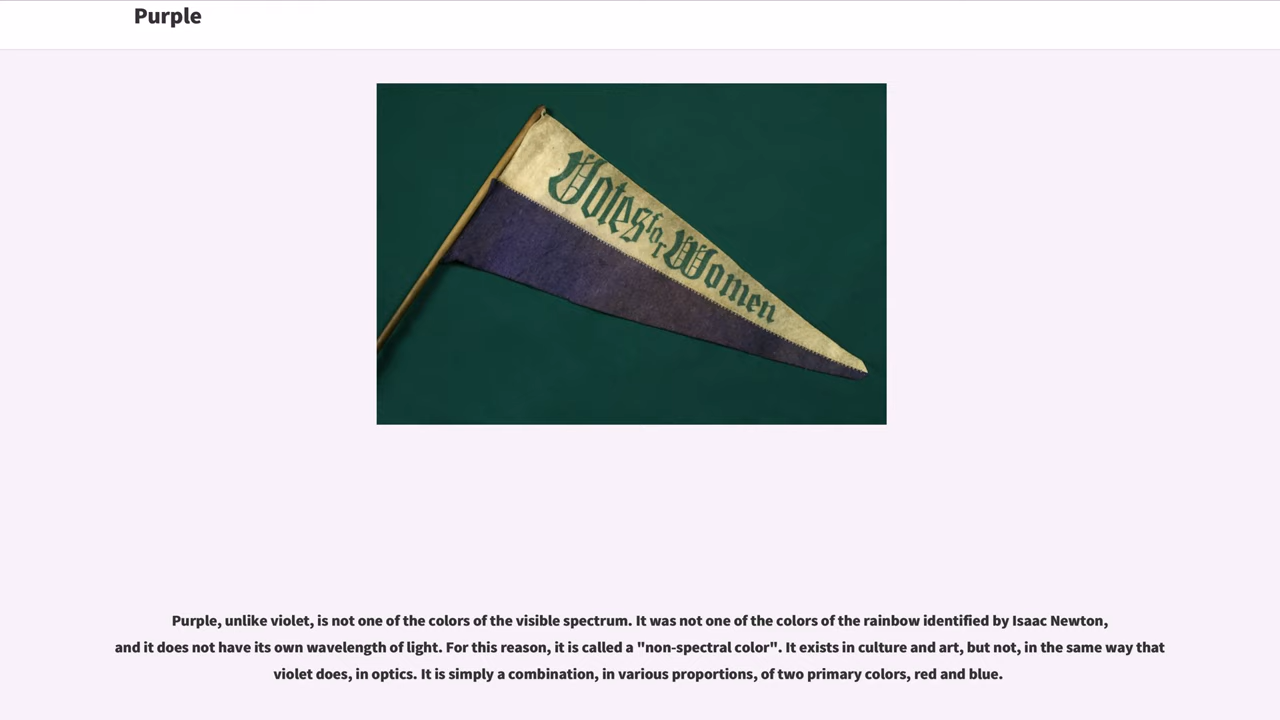 Purple
Votes for Women
Purple, unlike violet, is not one of the colors of the visible spectrum. It was not one of the colors of the rainbow identified by Isaac Newton,
and it does not have its own wavelength of light. For this reason, it is called a "non-spectral color". It exists in culture and art, but not, in the same way that
violet does, in optics. It is simply a combination, in various proportions, of two primary colors, red and blue.